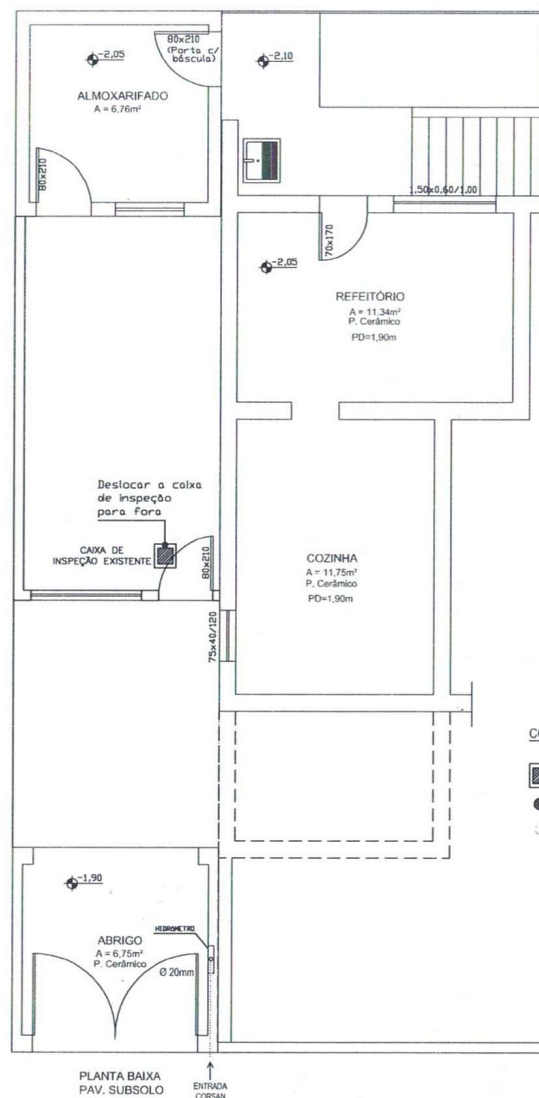 80x210
(Porta c/
báscula)
-2,05
-2,10
ALMOXARIFADO
A = 6,76m²
80x210
1,50x0,60/1,00
70x170
-2,05
REFEITÓRIO
A = 11,34m²
P. Cerâmico
PD=1,90m
Deslocar a caixa
de inspeção
para fora
CAIXA DE
INSPEÇÃO EXISTENTE
80x210
COZINHA
A = 11,75m²
P. Cerâmico
PD=1,90m
75x40/120
-1,90
HIDRÔMETRO
ABRIGO
A = 6,75m²
P. Cerâmico
Ø 20mm
PLANTA BAIXA
PAV. SUBSOLO
ENTRADA
CORSAN